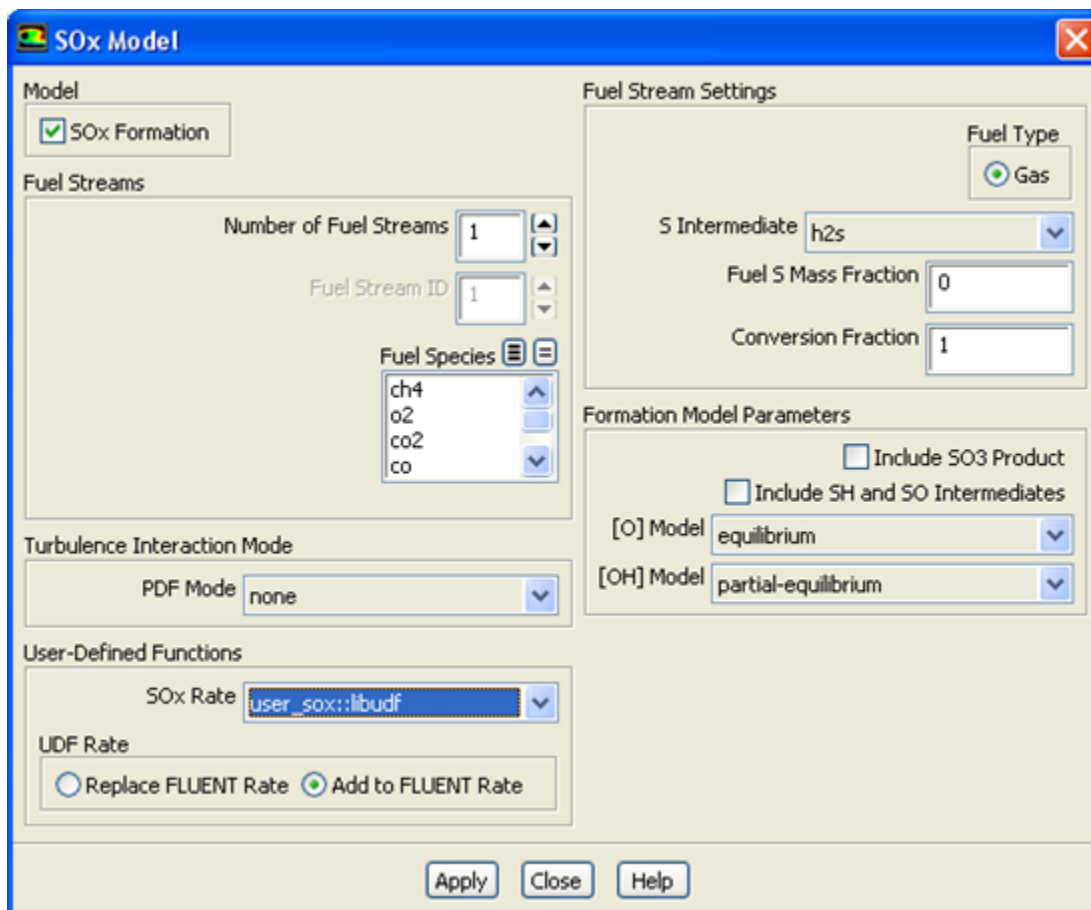 SOx Model
Model
SOx Formation
Fuel Streams
Number of Fuel Streams 1
Fuel Stream ID 1
Fuel Species
ch4
o2
co2
co
Turbulence Interaction Mode
PDF Mode none
User-Defined Functions
SOx Rate user_sox::libudf
UDF Rate
Replace FLUENT Rate Add to FLUENT Rate
Fuel Stream Settings
Fuel Type
Gas
S Intermediate h2s
Fuel S Mass Fraction 0
Conversion Fraction 1
Formation Model Parameters
Include SO3 Product
Include SH and SO Intermediates
[O] Model equilibrium
[OH] Model partial-equilibrium
Apply Close Help